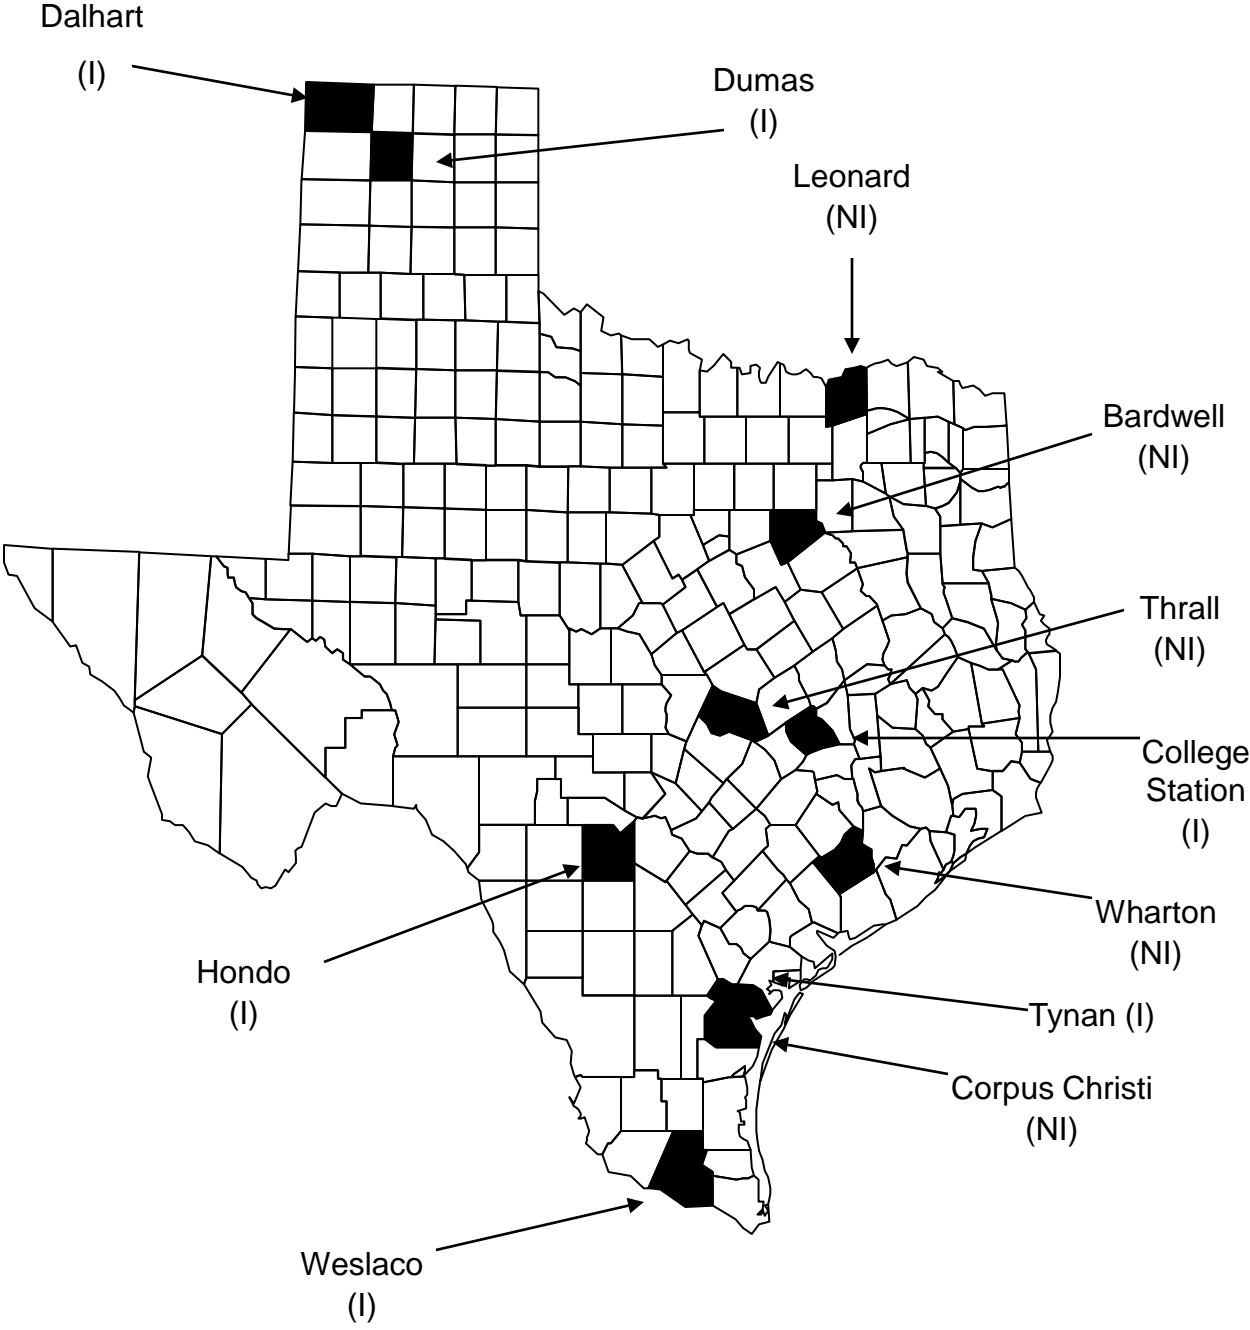 Dalhart
(I)
Dumas
(I)
Leonard
(NI)
Bardwell
(NI)
Thrall
(NI)
College
Station
(I)
Wharton
(NI)
Hondo
(I)
Tynan (I)
Corpus Christi
(NI)
Weslaco
(I)